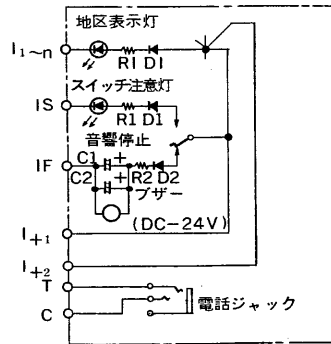 地区表示灯
I1~n
R1 D1
スイッチ注意灯
IS
R1 D1
音響停止
C1 +
IF
C2 + R2 D2
ブザー
(DC-24V)
I+1
I+2
T
電話ジャック
C